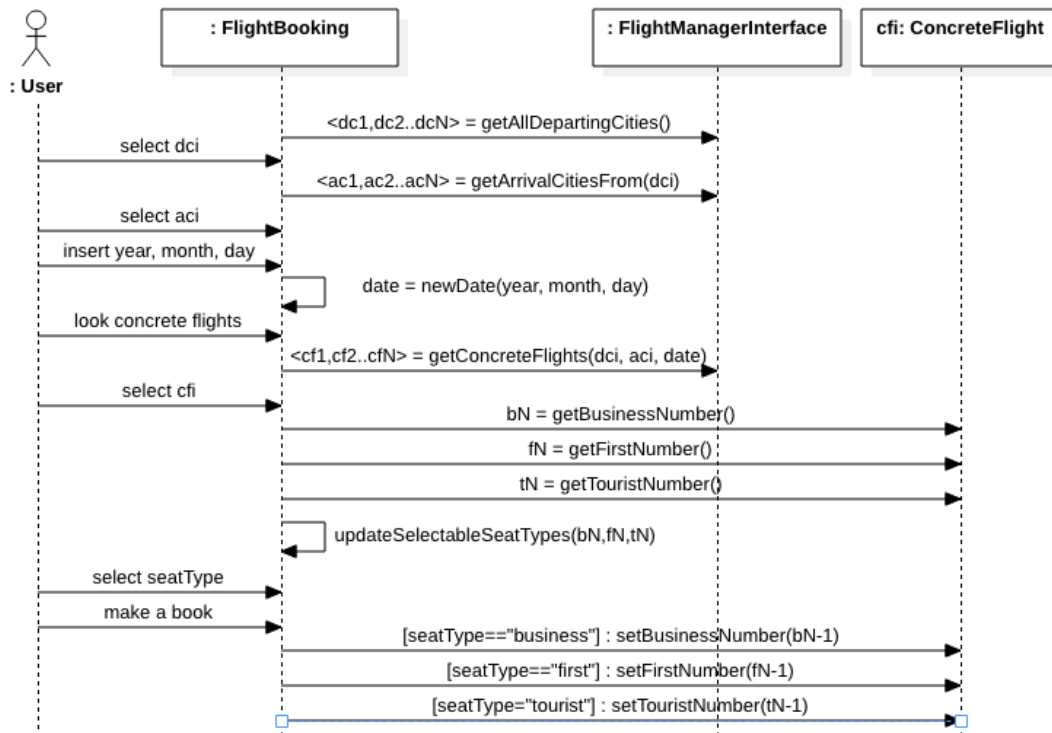 : FlightBooking
: FlightManagerInterface
cfi: ConcreteFlight
: User
<dc1,dc2..dcN> = getAllDepartingCities()
select dci
<ac1,ac2..acN> = getArrivalCitiesFrom(dci)
select aci
insert year, month, day
date = newDate(year, month, day)
look concrete flights
<cf1,cf2..cfN> = getConcreteFlights(dci, aci, date)
select cfi
bN = getBusinessNumber()
fN = getFirstNumber()
tN = getTouristNumber()
updateSelectableSeatTypes(bN,fN,tN)
select seatType
make a book
[seatType=="business"] : setBusinessNumber(bN-1)
[seatType=="first"] : setFirstNumber(fN-1)
[seatType="tourist"] : setTouristNumber(tN-1)